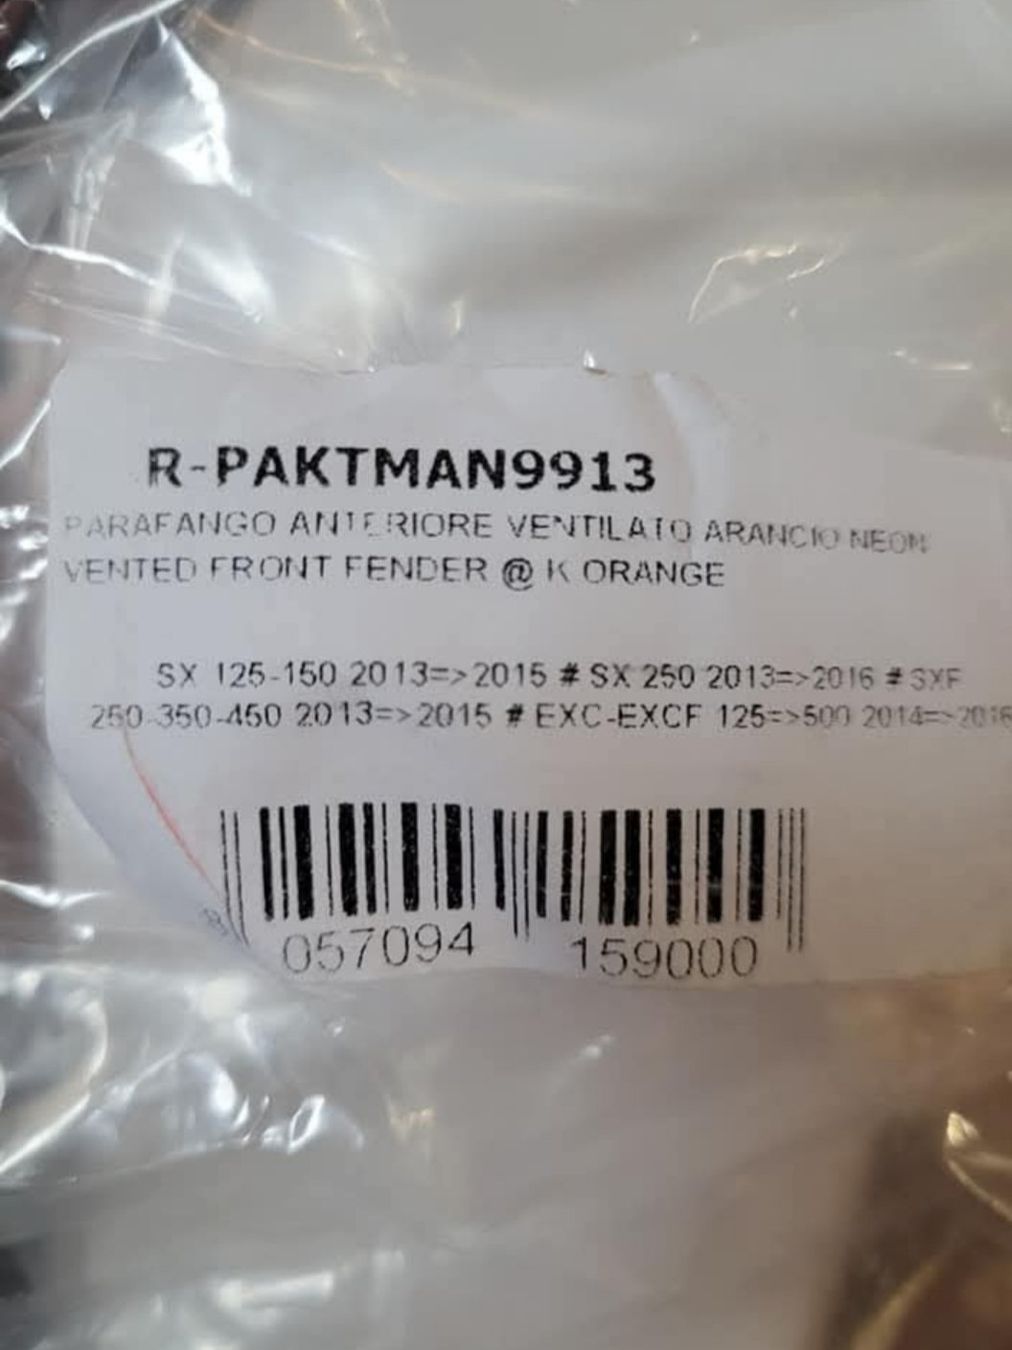 R-PAKTMAN9913
PARAFANGO ANTERIORE VENTILATO ARANCIO NEON
VENTED FRONT FENDER @ K ORANGE
SX 125-150 2013=>2015 # SX 250 2013=>2016 # SXF
250-350-450 2013=>2015 # EXC-EXCF 125=>500 2014=>2016
057094 159000